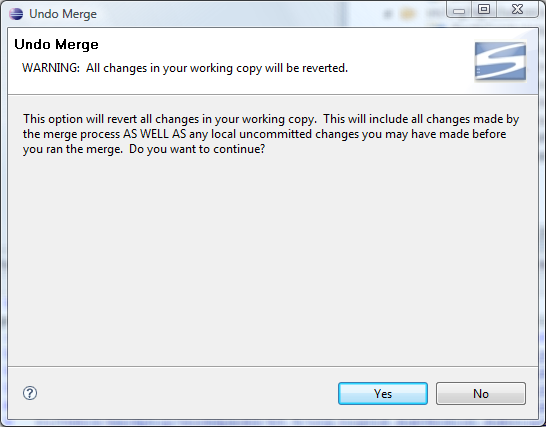 Undo Merge
Undo Merge
WARNING:  All changes in your working copy will be reverted.
This option will revert all changes in your working copy.  This will include all changes made by
the merge process AS WELL AS any local uncommitted changes you may have made before
you ran the merge.  Do you want to continue?
?
Yes
No